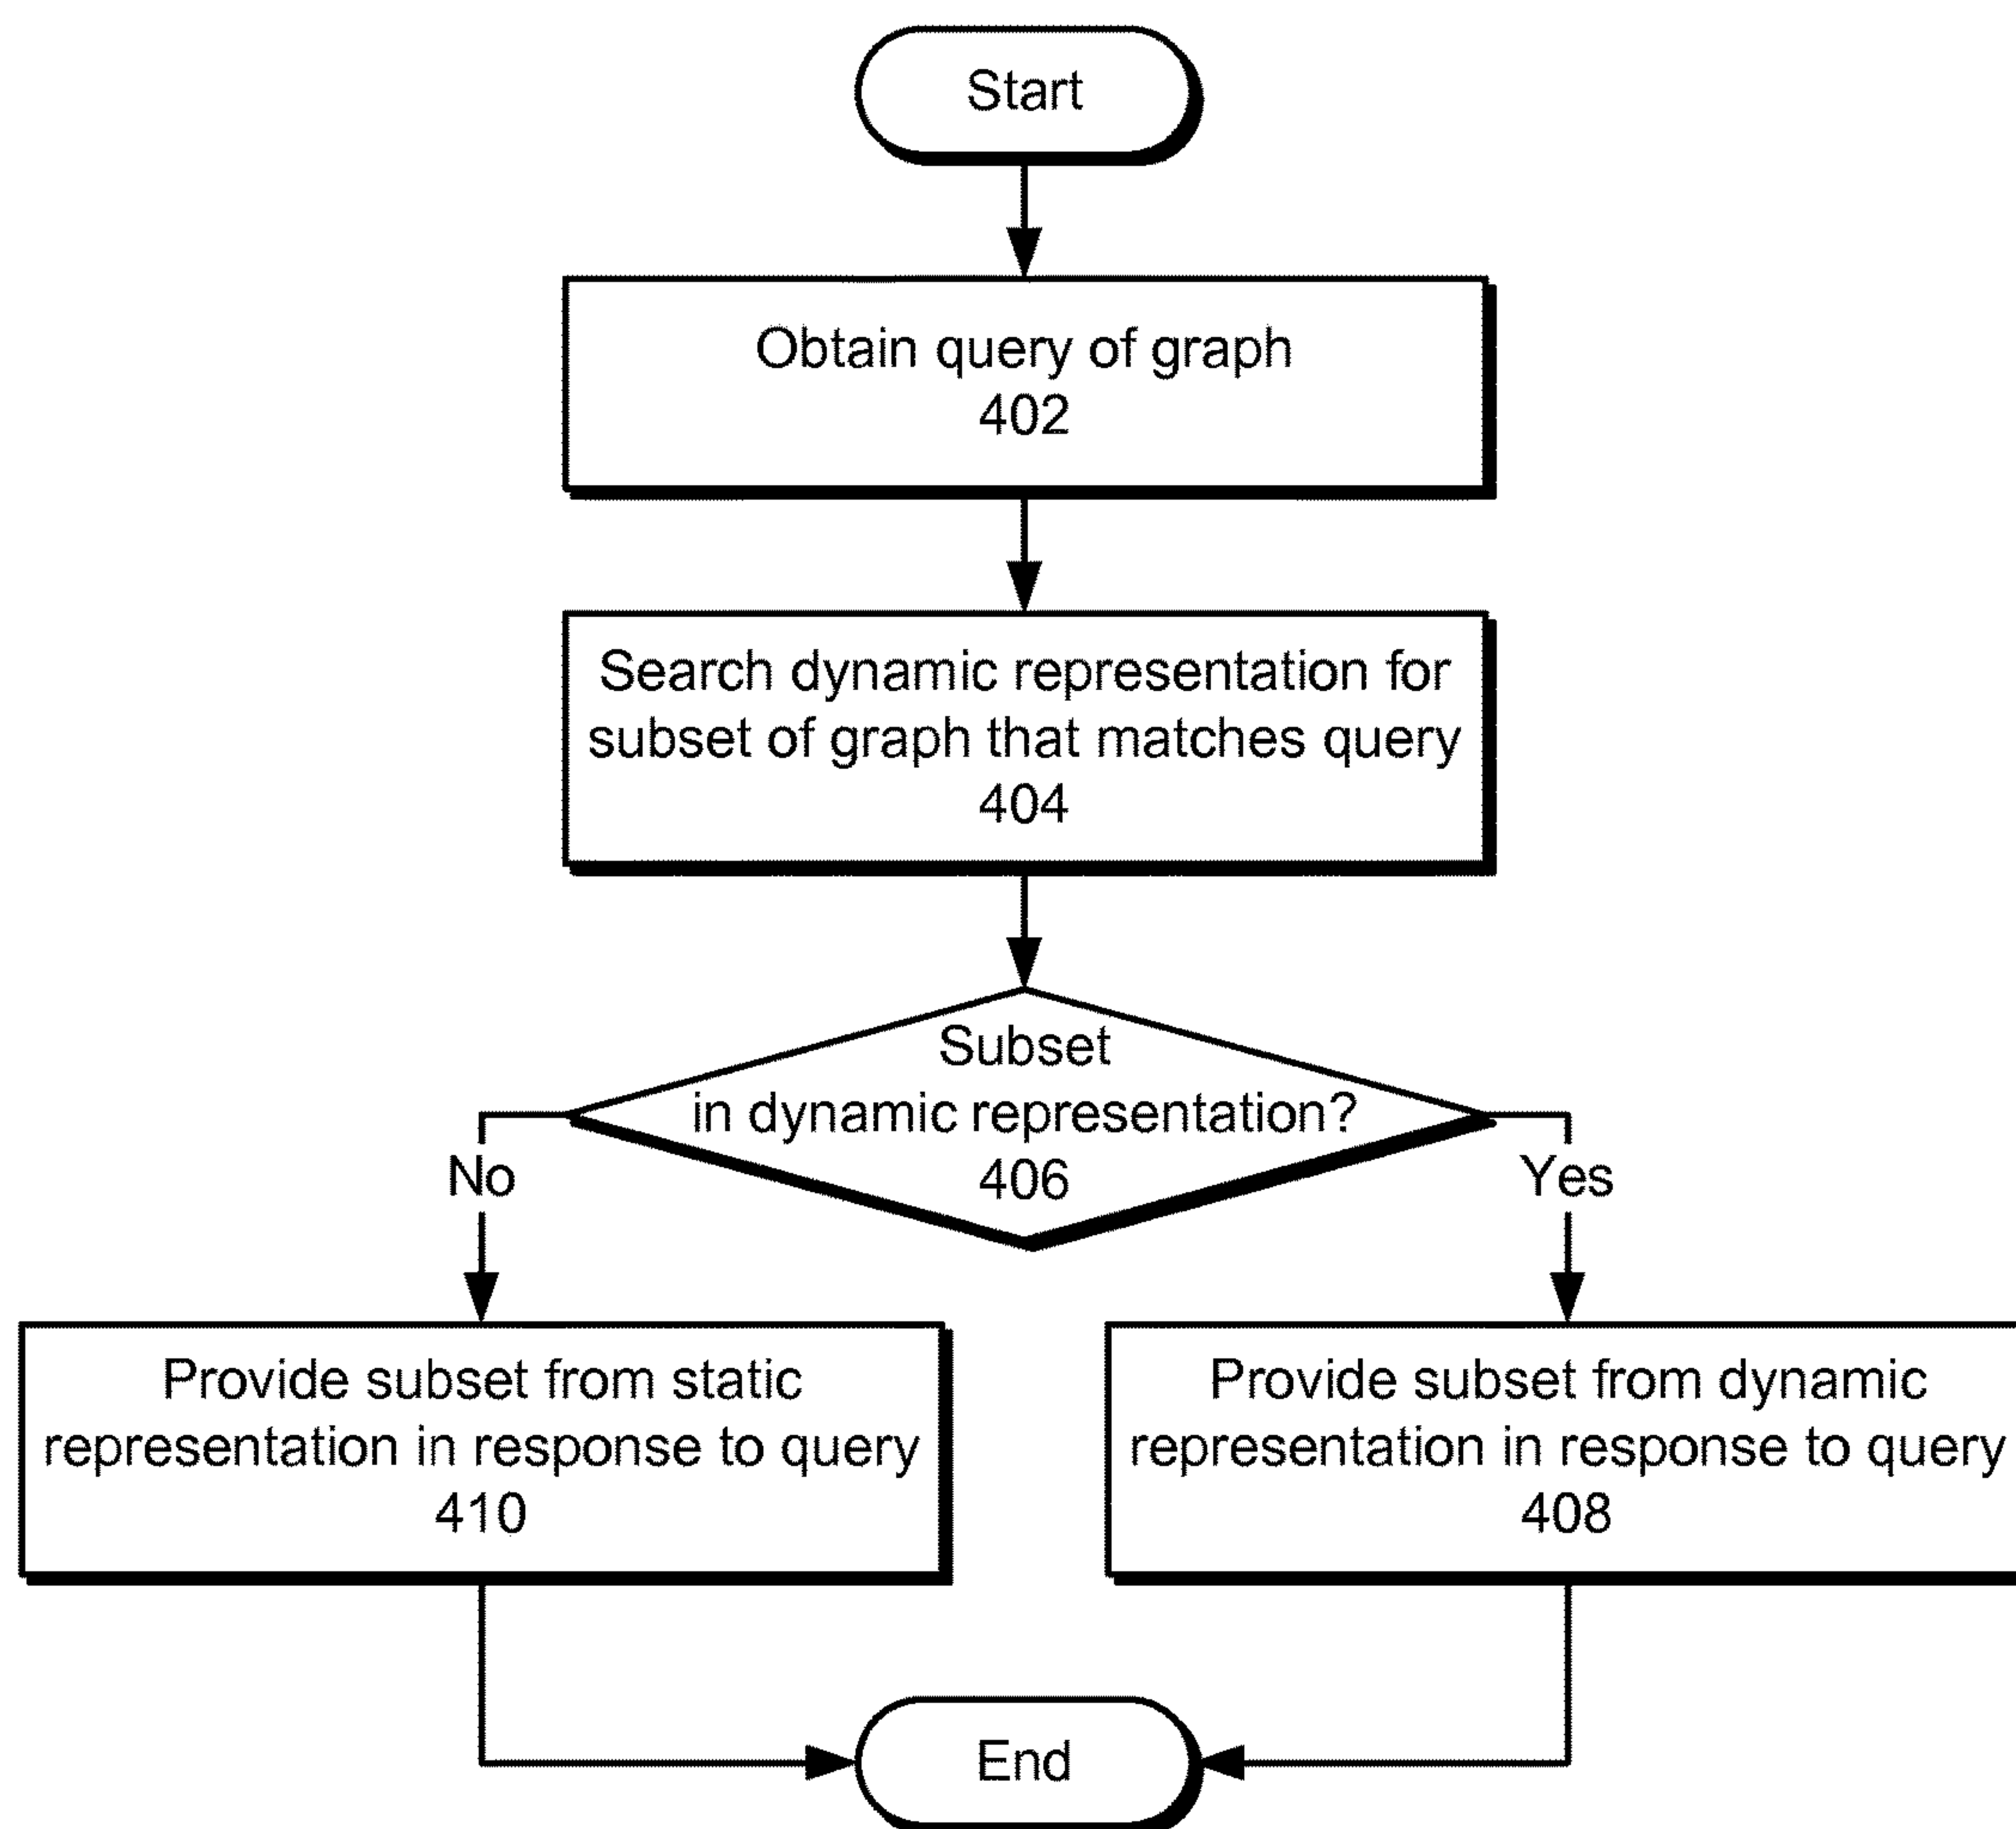 Start
Obtain query of graph
402
Search dynamic representation for
subset of graph that matches query
404
Subset
in dynamic representation?
406
No
Yes
Provide subset from static
representation in response to query
410
Provide subset from dynamic
representation in response to query
408
End